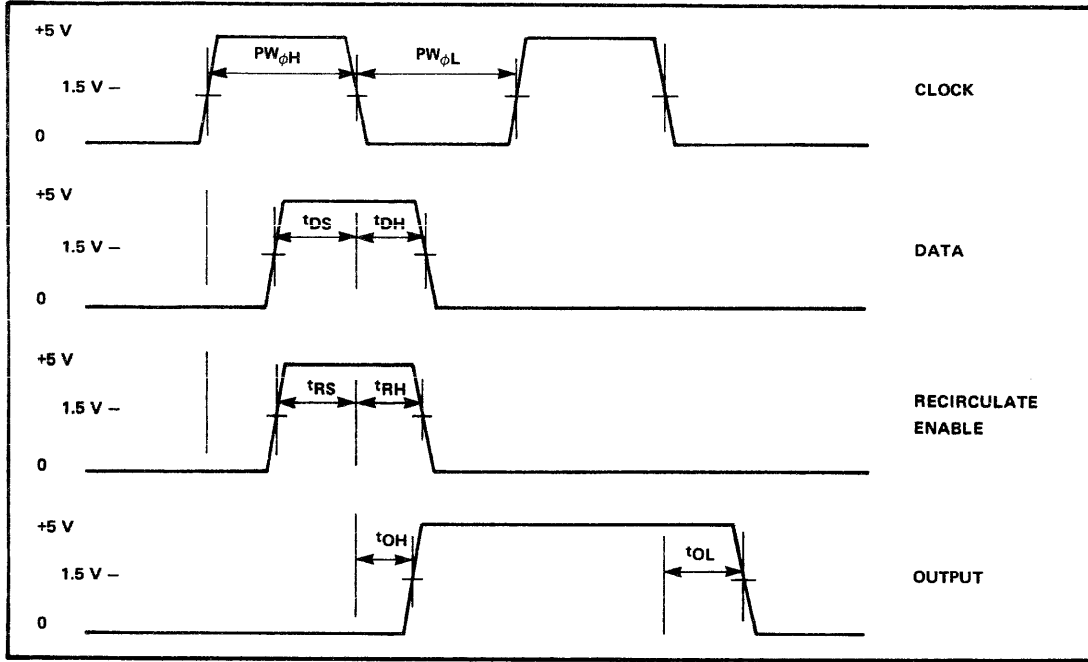 +5 V
PWφH
PWφL
1.5 V –
CLOCK
0
+5 V
tDS
tDH
1.5 V –
DATA
0
+5 V
tRS
tRH
1.5 V –
RECIRCULATE
ENABLE
0
+5 V
tOH
tOL
1.5 V –
OUTPUT
0